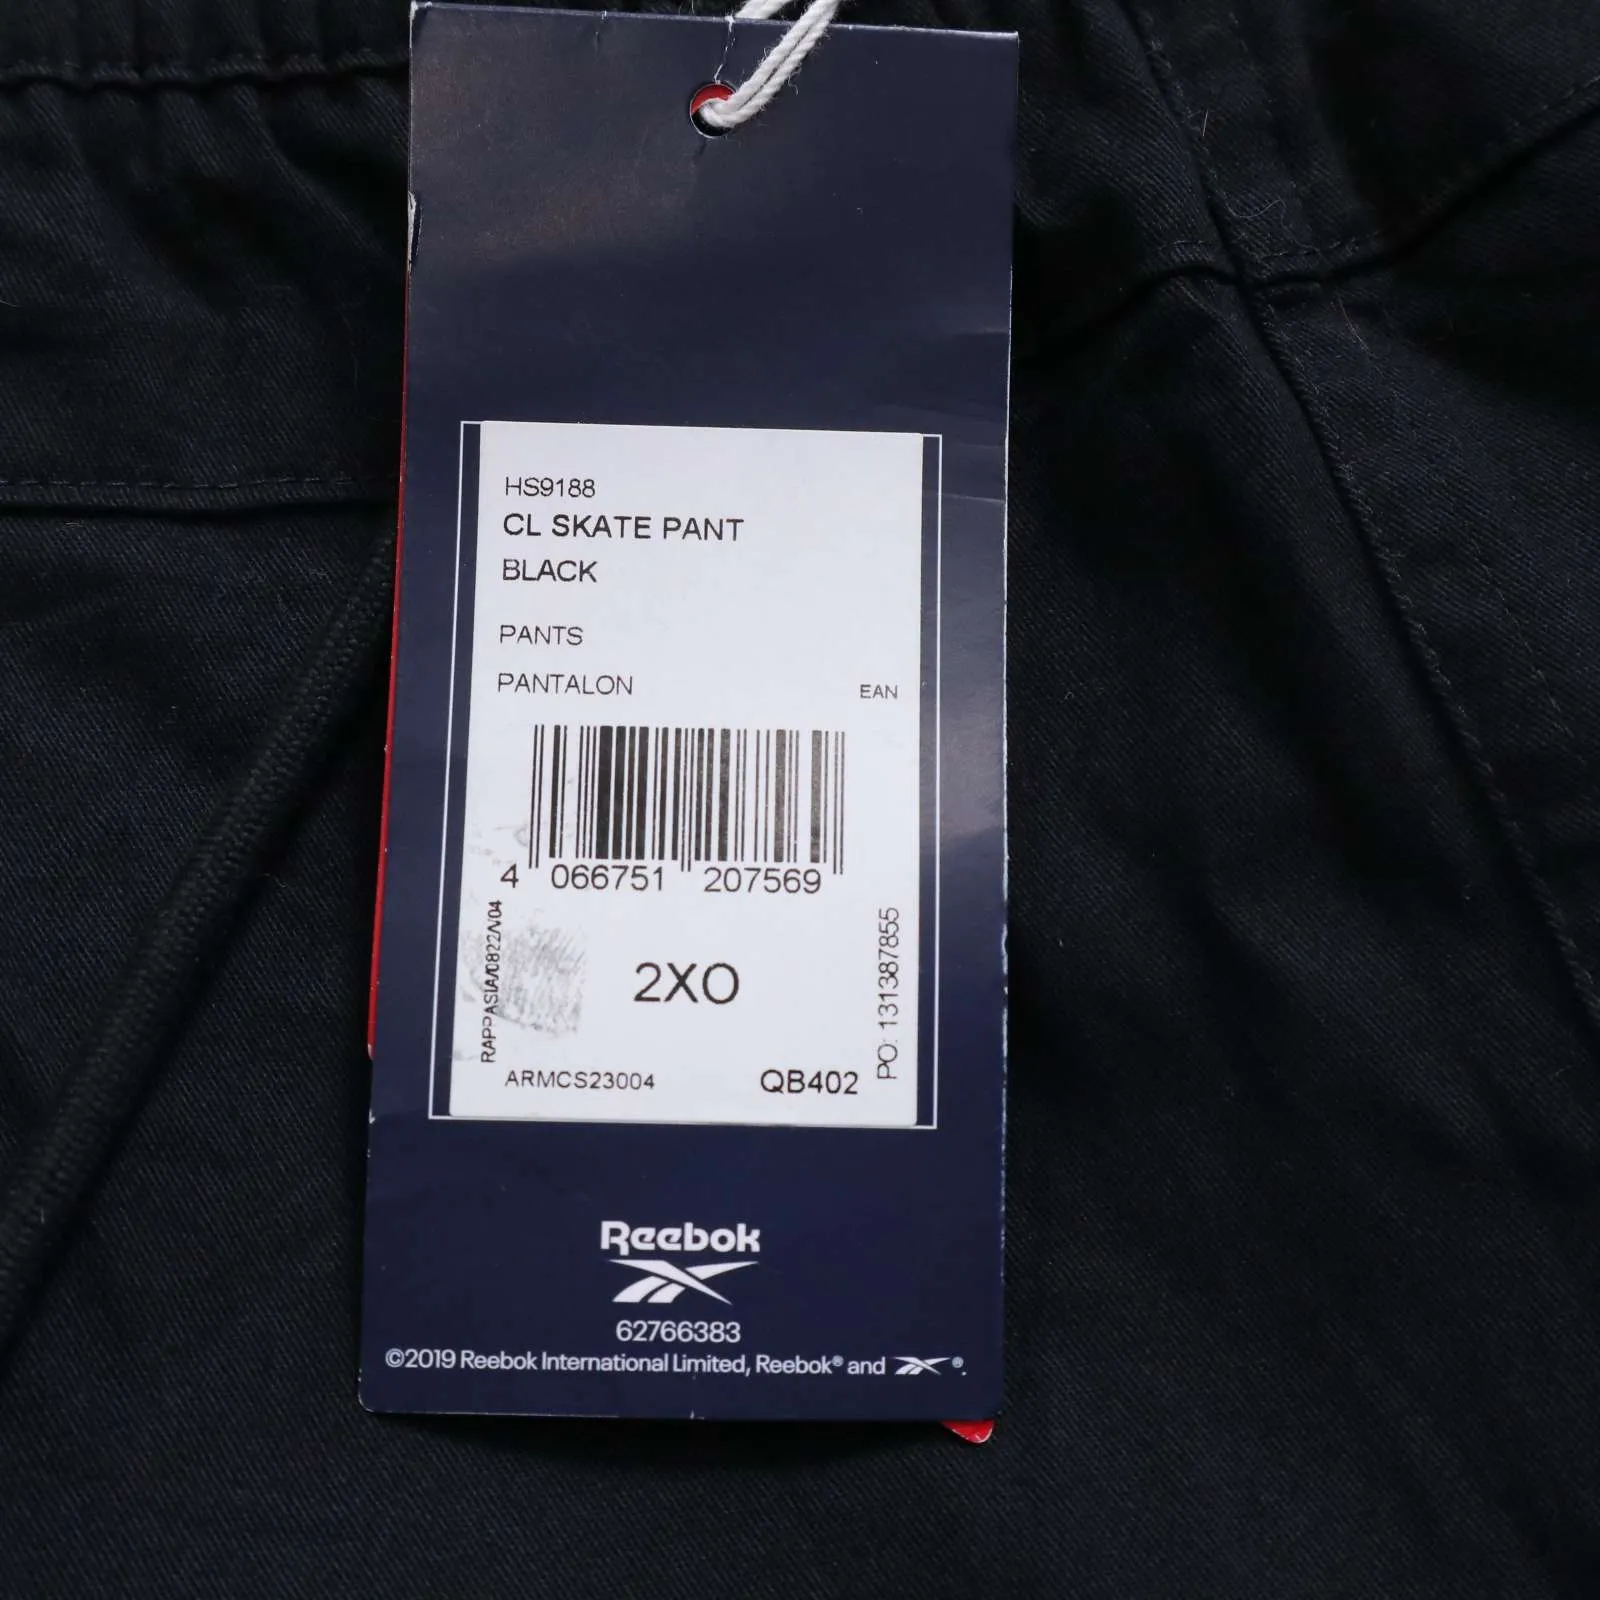 HS9188
CL SKATE PANT
BLACK
PANTS
PANTALON
EAN
4 066751 207569
RAPPASIA/0822/V04
2XO
PO: 131387855
ARMCS23004
QB402
Reebok
62766383
©2019 Reebok International Limited, Reebok® and ®.